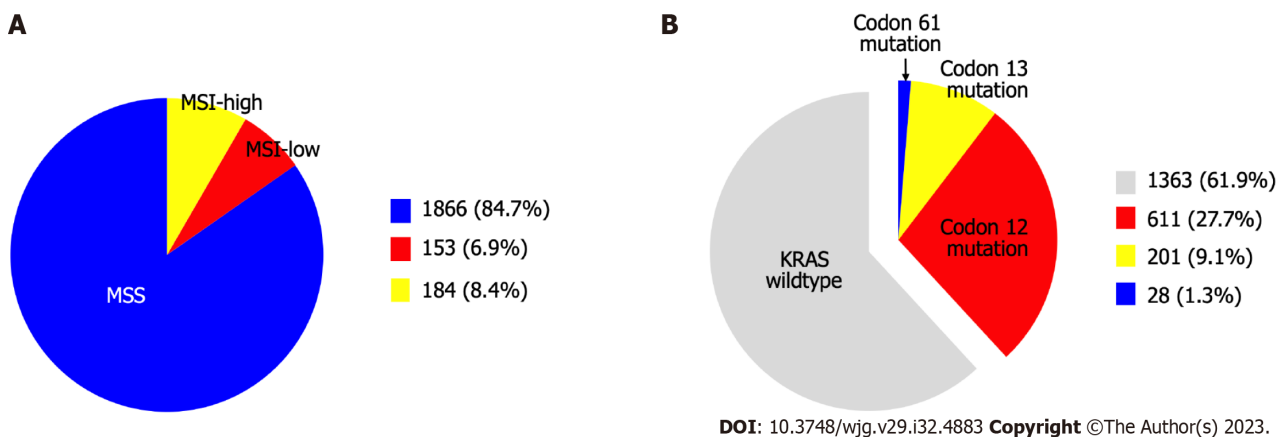 A
MSI-high
MSI-low
MSS
1866 (84.7%)
153 (6.9%)
184 (8.4%)
B
Codon 61
mutation
Codon 13
mutation
Codon 12
mutation
KRAS
wildtype
1363 (61.9%)
611 (27.7%)
201 (9.1%)
28 (1.3%)
DOI: 10.3748/wjg.v29.i32.4883 Copyright ©The Author(s) 2023.